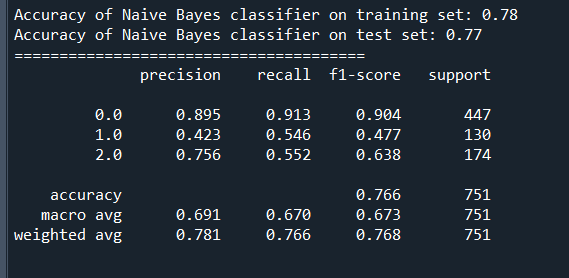 Accuracy of Naive Bayes classifier on training set: 0.78
Accuracy of Naive Bayes classifier on test set: 0.77
=======================================
precision recall f1-score support
0.0 0.895 0.913 0.904 447
1.0 0.423 0.546 0.477 130
2.0 0.756 0.552 0.638 174
accuracy 0.766 751
macro avg 0.691 0.670 0.673 751
weighted avg 0.781 0.766 0.768 751